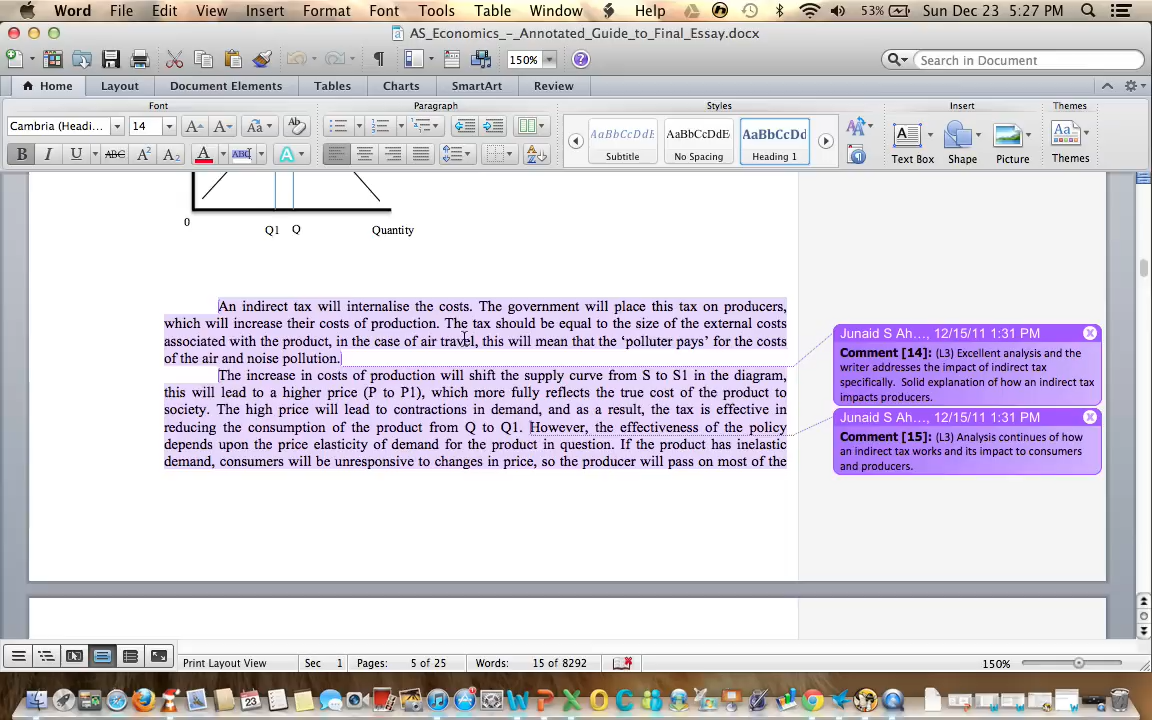 Word File Edit View Insert Format Font Tools Table Window Help 53% Sun Dec 23 5:27 PM
AS_Economics_-_Annotated_Guide_to_Final_Essay.docx
150% Search in Document
Home Layout Document Elements Tables Charts SmartArt Review
Font Paragraph Styles Insert Themes
Cambria (Headi... 14
AaBbCcDdE AaBbCcDdE AaBbCcDd
Subtitle No Spacing Heading 1 Text Box Shape Picture Themes
B I U ABC A2 A2 A ABC A
0
Q1 Q Quantity
An indirect tax will internalise the costs. The government will place this tax on producers,
which will increase their costs of production. The tax should be equal to the size of the external costs
associated with the product, in the case of air travel, this will mean that the ‘polluter pays’ for the costs
of the air and noise pollution.
The increase in costs of production will shift the supply curve from S to S1 in the diagram,
this will lead to a higher price (P to P1), which more fully reflects the true cost of the product to
society. The high price will lead to contractions in demand, and as a result, the tax is effective in
reducing the consumption of the product from Q to Q1. However, the effectiveness of the policy
depends upon the price elasticity of demand for the product in question. If the product has inelastic
demand, consumers will be unresponsive to changes in price, so the producer will pass on most of the
Junaid S Ah..., 12/15/11 1:31 PM
Comment [14]: (L3) Excellent analysis and the
writer addresses the impact of indirect tax
specifically. Solid explanation of how an indirect tax
impacts producers.
Junaid S Ah..., 12/15/11 1:31 PM
Comment [15]: (L3) Analysis continues of how
an indirect tax works and its impact to consumers
and producers.
Print Layout View Sec 1 Pages: 5 of 25 Words: 15 of 8292 150%